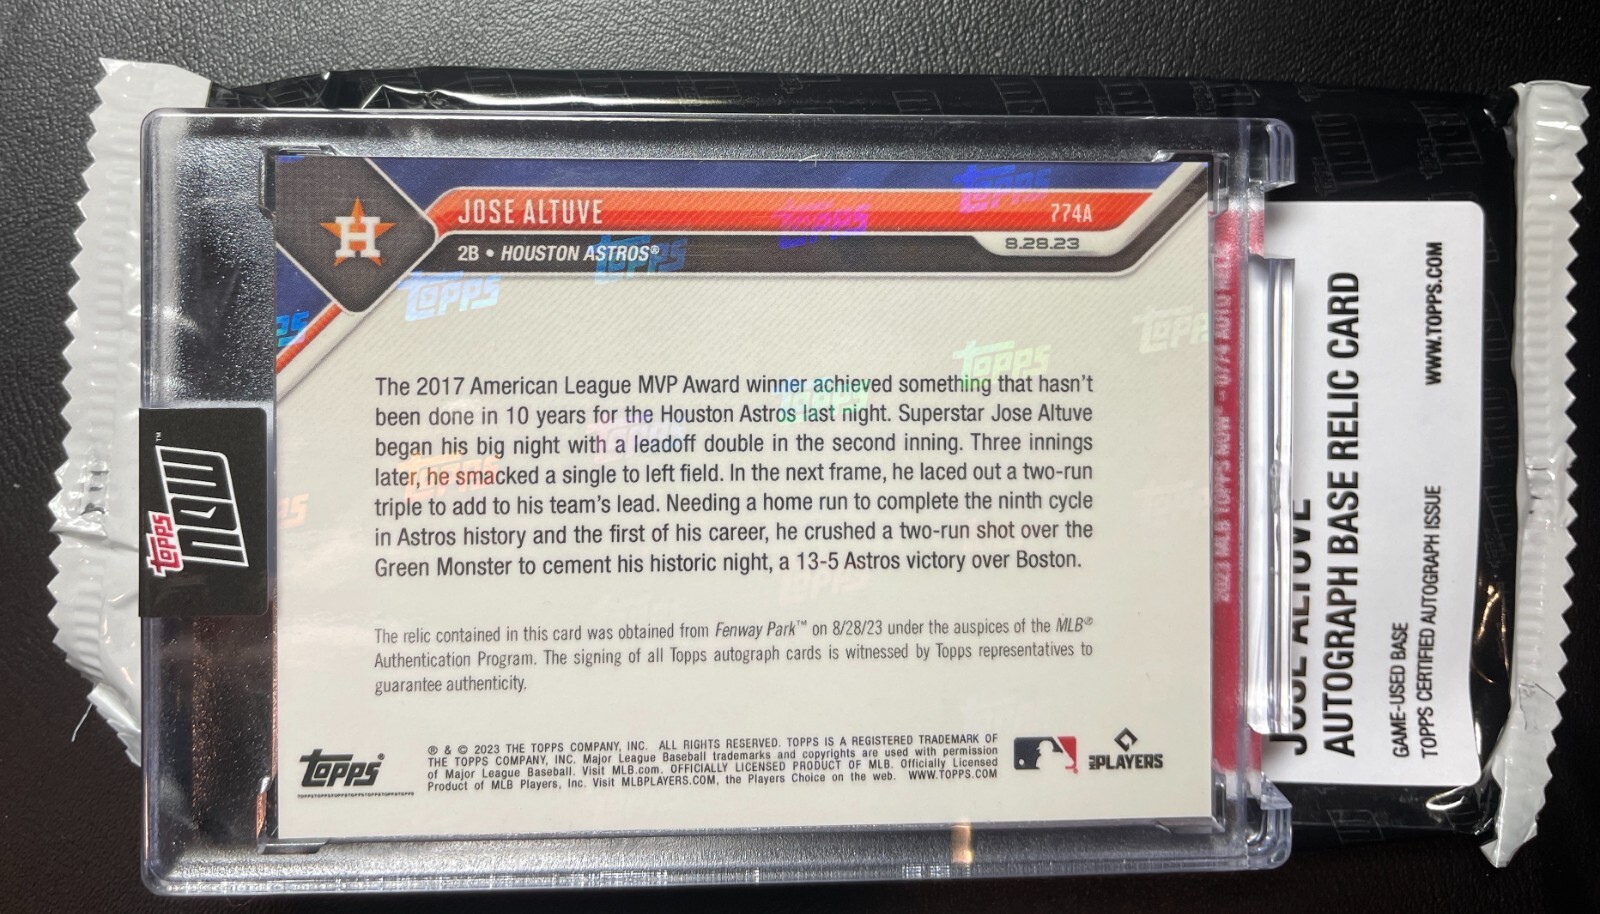 JOSE ALTUVE
774A
2B • HOUSTON ASTROS®
8.28.23
The 2017 American League MVP Award winner achieved something that hasn't
been done in 10 years for the Houston Astros last night. Superstar Jose Altuve
began his big night with a leadoff double in the second inning. Three innings
later, he smacked a single to left field. In the next frame, he laced out a two-run
triple to add to his team's lead. Needing a home run to complete the ninth cycle
in Astros history and the first of his career, he crushed a two-run shot over the
Green Monster to cement his historic night, a 13-5 Astros victory over Boston.
The relic contained in this card was obtained from Fenway Park™ on 8/28/23 under the auspices of the MLB®
Authentication Program. The signing of all Topps autograph cards is witnessed by Topps representatives to
guarantee authenticity.
topps®
® & © 2023 THE TOPPS COMPANY, INC. ALL RIGHTS RESERVED. TOPPS IS A REGISTERED TRADEMARK OF
THE TOPPS COMPANY, INC. Major League Baseball trademarks and copyrights are used with permission
of Major League Baseball. Visit MLB.com. OFFICIALLY LICENSED PRODUCT OF MLB. Officially Licensed
Product of MLB Players, Inc. Visit MLBPLAYERS.COM, the Players Choice on the web. WWW.TOPPS.COM
MLB PLAYERS
topps
NOW™
2023 MLB TOPPS NOW®
JOSE ALTUVE
AUTOGRAPH BASE RELIC CARD
GAME-USED BASE
TOPPS CERTIFIED AUTOGRAPH ISSUE
WWW.TOPPS.COM